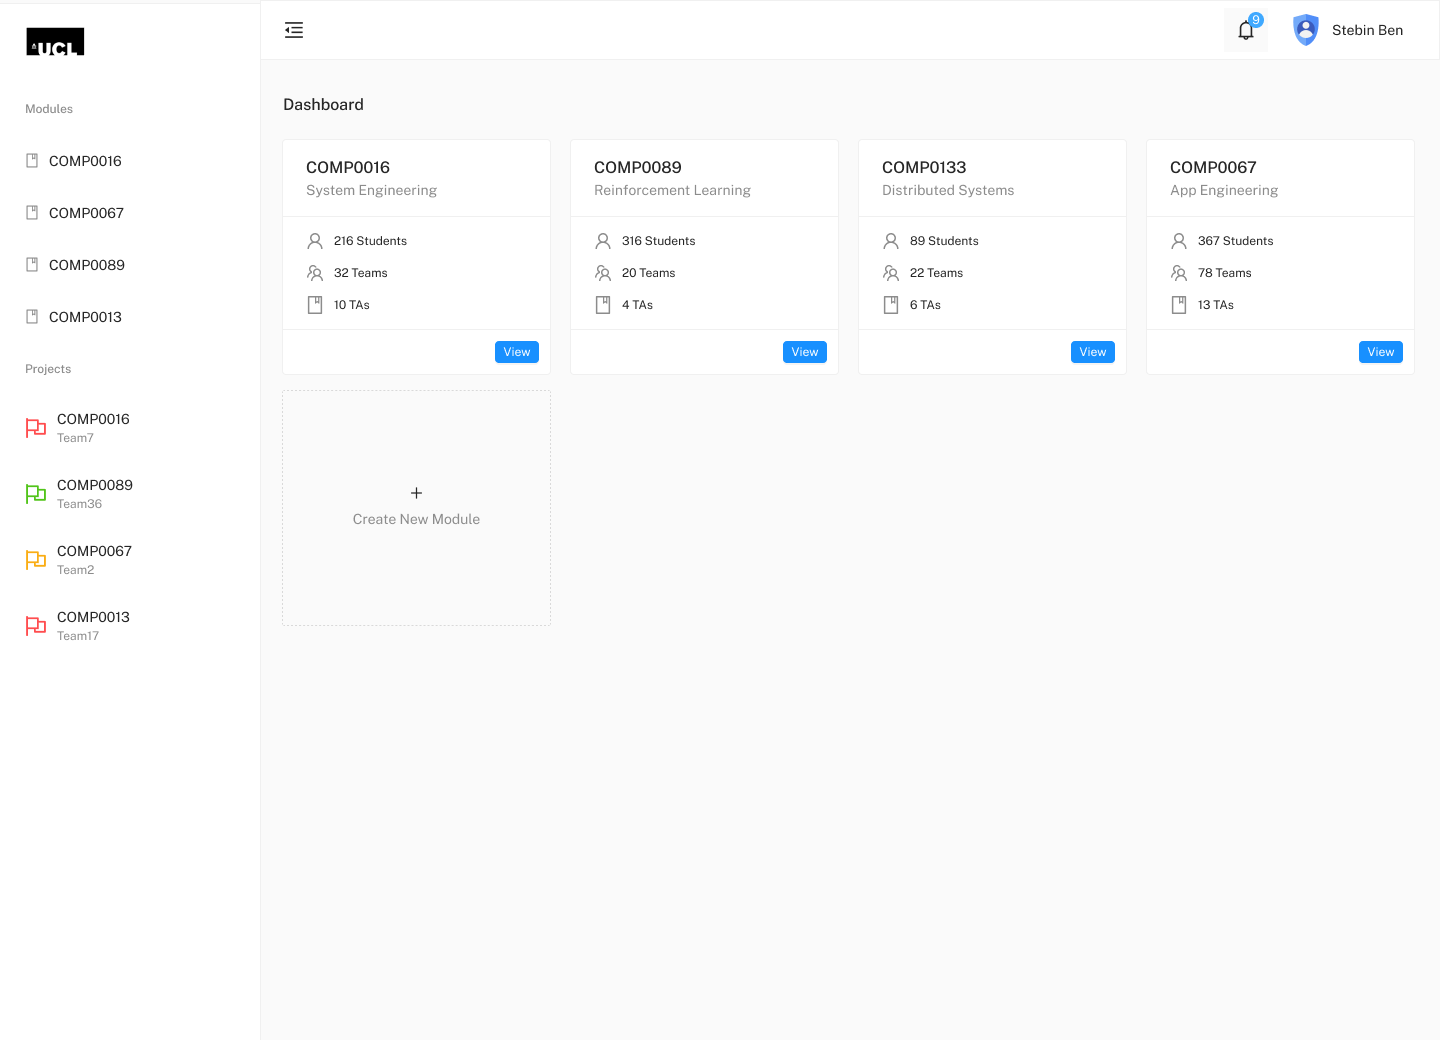 UCL
Modules
COMP0016
COMP0067
COMP0089
COMP0013
Projects
COMP0016
Team7
COMP0089
Team36
COMP0067
Team2
COMP0013
Team17
9
Stebin Ben
Dashboard
COMP0016
System Engineering
216 Students
32 Teams
10 TAs
View
COMP0089
Reinforcement Learning
316 Students
20 Teams
4 TAs
View
COMP0133
Distributed Systems
89 Students
22 Teams
6 TAs
View
COMP0067
App Engineering
367 Students
78 Teams
13 TAs
View
Create New Module